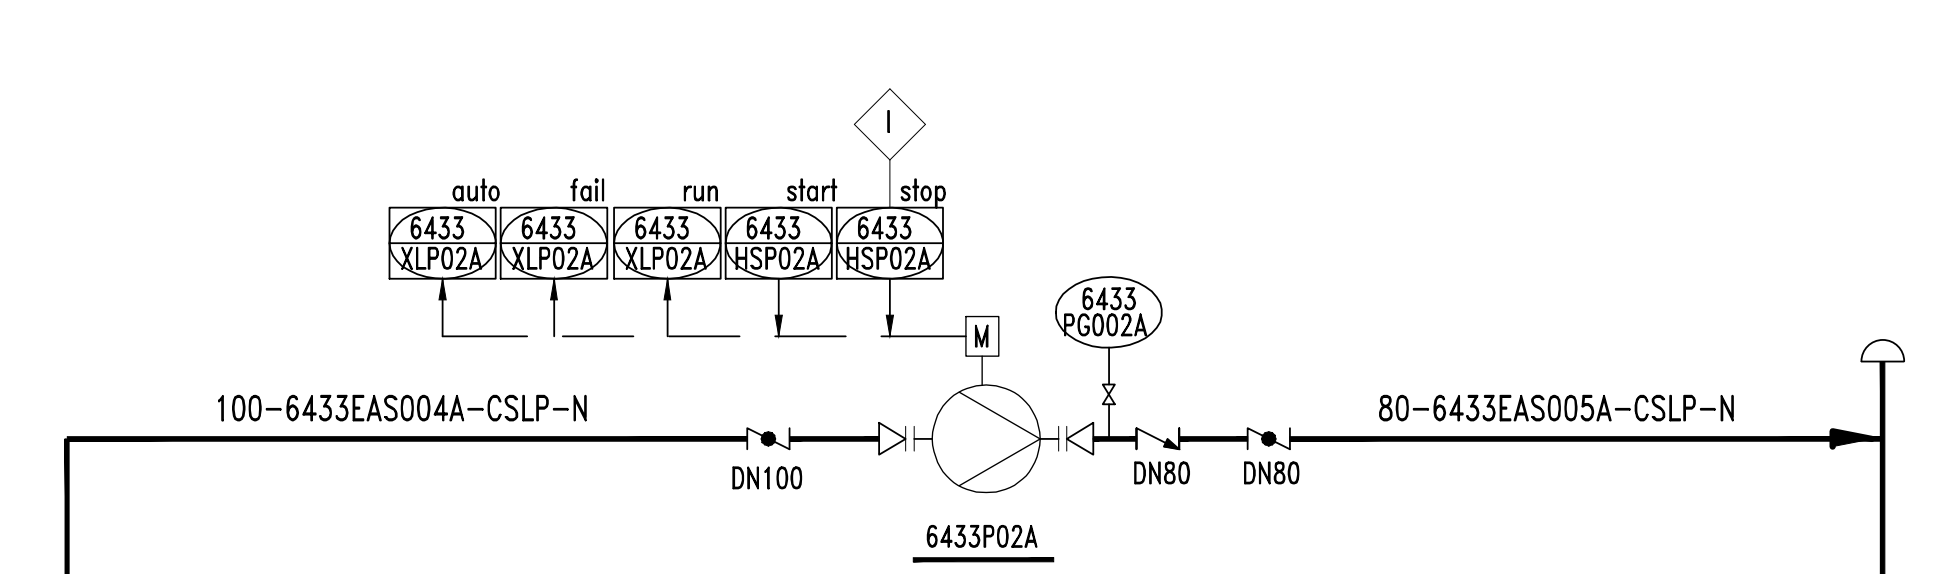 I
auto
fail
run
start
stop
6433
XLP02A
6433
XLP02A
6433
XLP02A
6433
HSP02A
6433
HSP02A
6433
PG002A
M
100-6433EAS004A-CSLP-N
80-6433EAS005A-CSLP-N
DN100
DN80
DN80
6433P02A